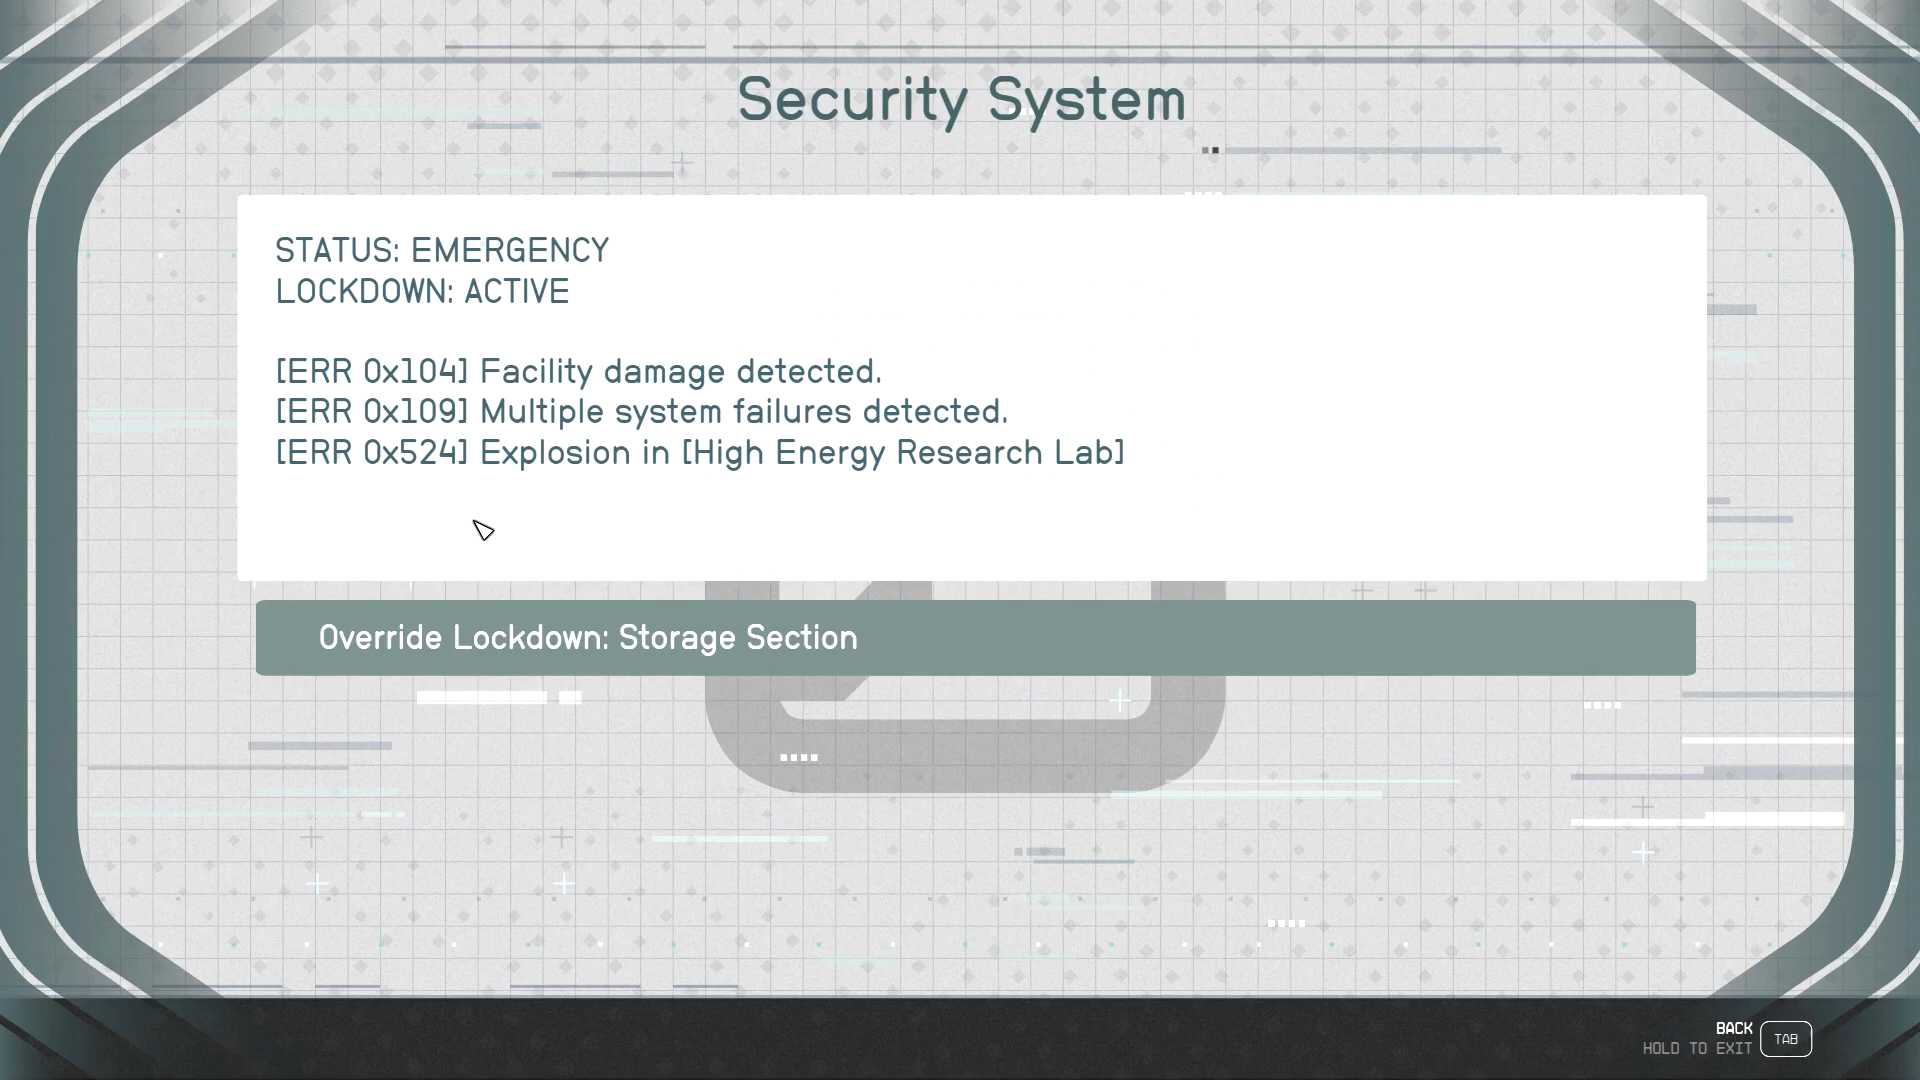 Security System
STATUS: EMERGENCY
LOCKDOWN: ACTIVE
[ERR 0x104] Facility damage detected.
[ERR 0x109] Multiple system failures detected.
[ERR 0x524] Explosion in [High Energy Research Lab]
Override Lockdown: Storage Section
BACK
HOLD TO EXIT
TAB